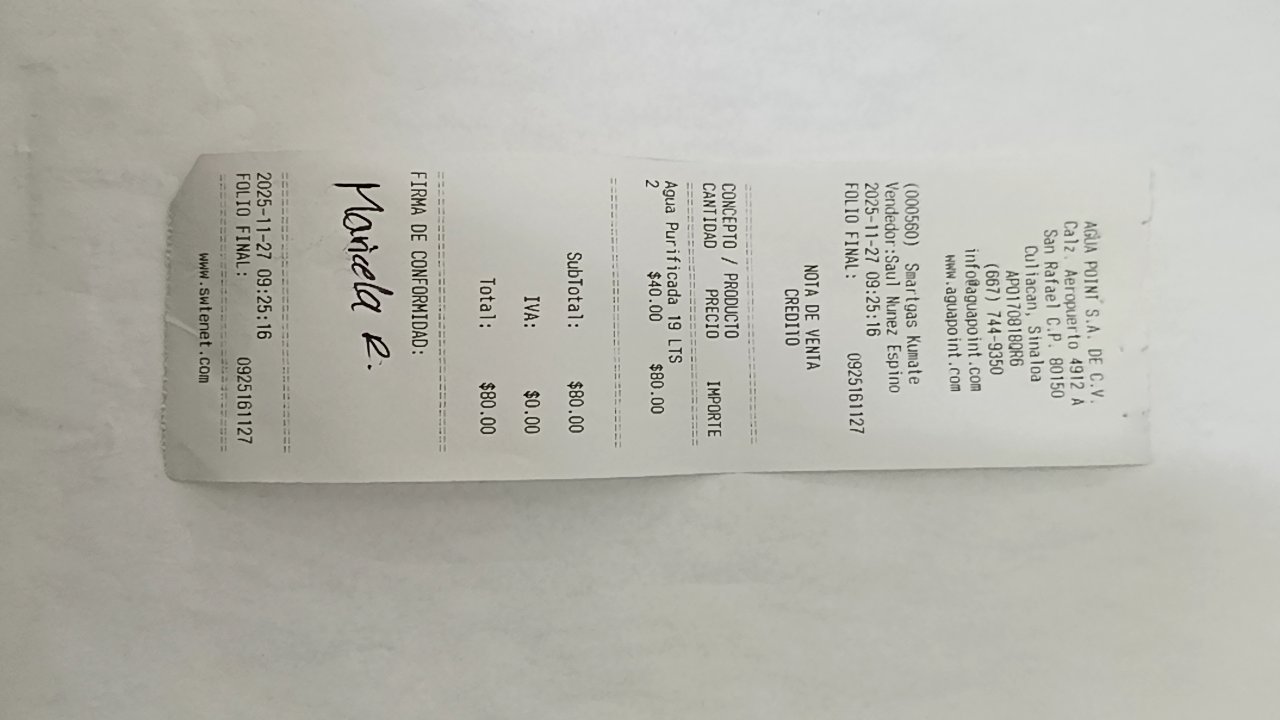 AGUA POINT S.A. DE C.V.
Calz. Aeropuerto 4912 A
San Rafael C.P. 80150
Culiacan, Sinaloa
APO170818QR6
(667) 744-9350
info@aguapoint.com
www.aguapoint.com
(000560) Smartgas Kumate
Vendedor:Saul Nunez Espino
2025-11-27 09:25:16
FOLIO FINAL: 0925161127
NOTA DE VENTA
CREDITO
CONCEPTO / PRODUCTO
CANTIDAD PRECIO IMPORTE
Agua Purificada 19 LTS
2 $40.00 $80.00
SubTotal: $80.00
IVA: $0.00
Total: $80.00
FIRMA DE CONFORMIDAD:
Maricela R.
2025-11-27 09:25:16
FOLIO FINAL: 0925161127
www.swtenet.com